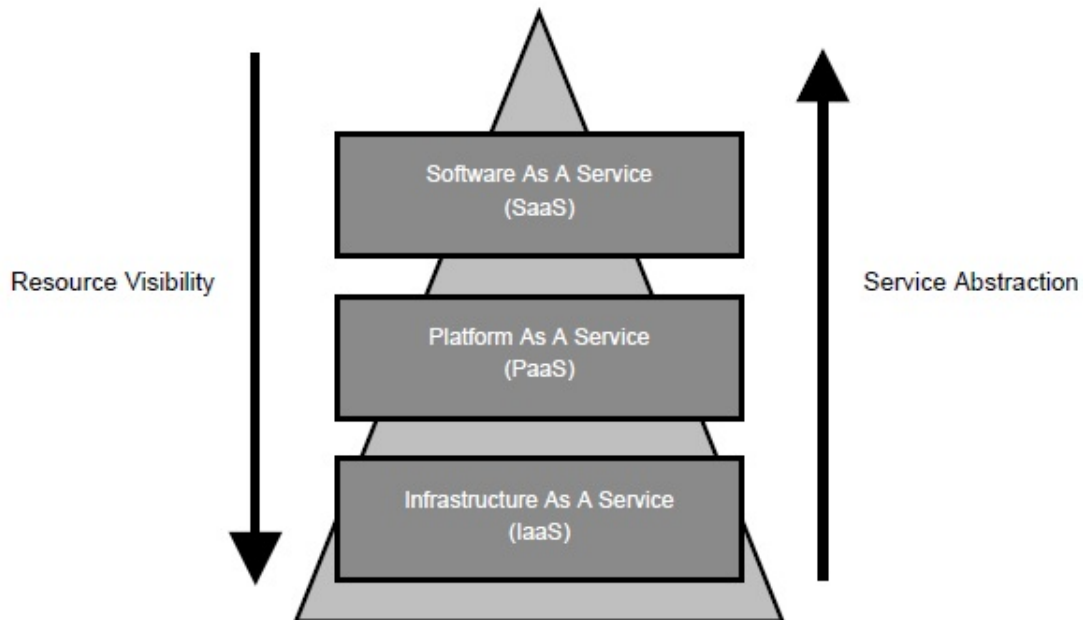 Software As A Service
(SaaS)
Resource Visibility
Service Abstraction
Platform As A Service
(PaaS)
Infrastructure As A Service
(IaaS)